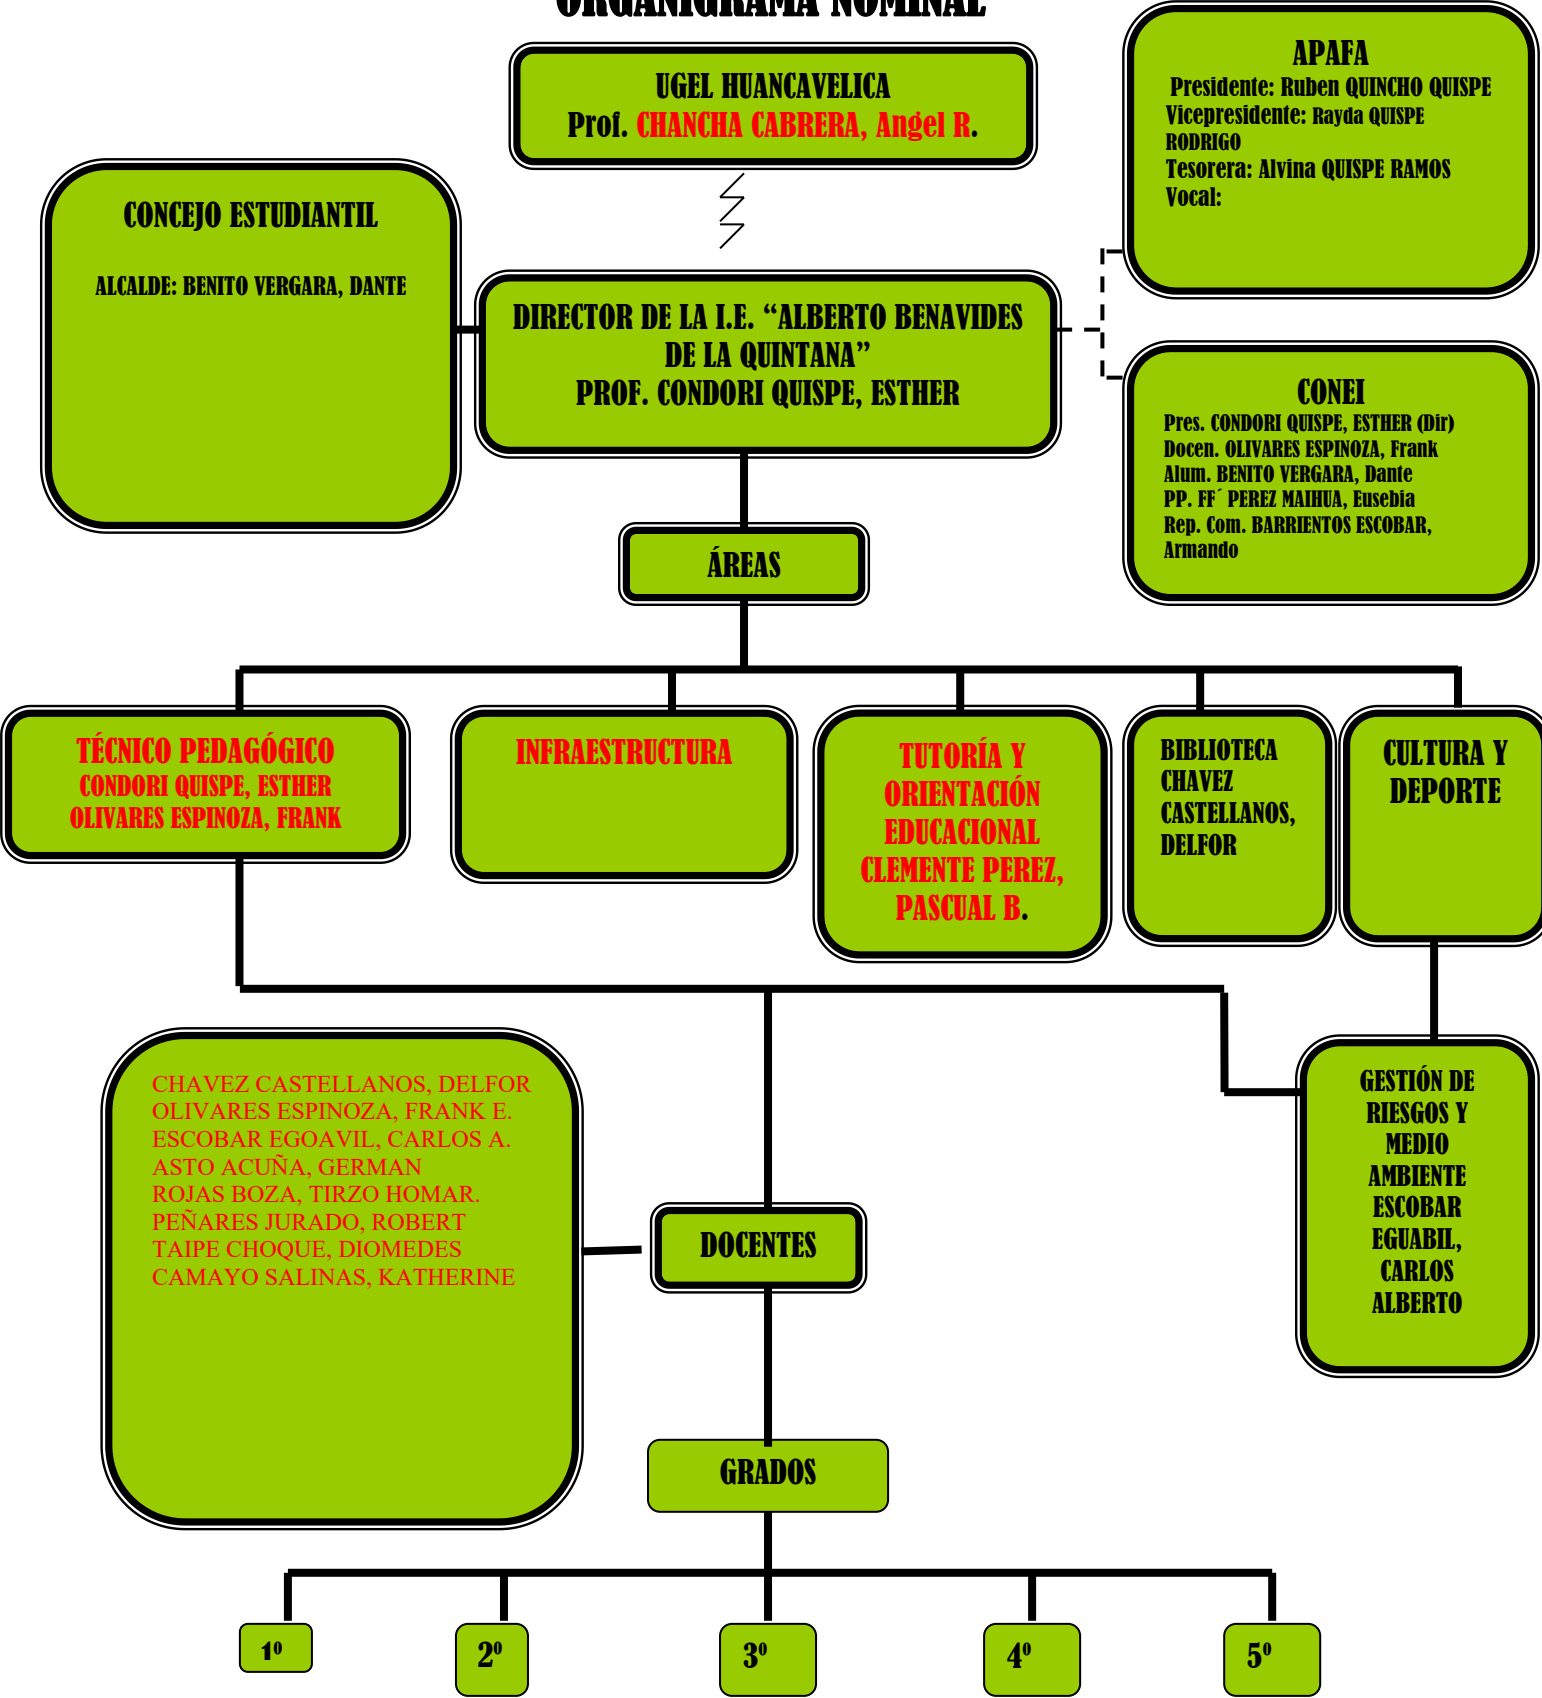 ORGANIGRAMA NOMINAL
UGEL HUANCAVELICA
Prof. CHANCHA CABRERA, Angel R.
APAFA
Presidente: Ruben QUINCHO QUISPE
Vicepresidente: Rayda QUISPE
RODRIGO
Tesorera: Alvina QUISPE RAMOS
Vocal:
CONCEJO ESTUDIANTIL
ALCALDE: BENITO VERGARA, DANTE
DIRECTOR DE LA I.E. “ALBERTO BENAVIDES
DE LA QUINTANA”
PROF. CONDORI QUISPE, ESTHER
CONEI
Pres. CONDORI QUISPE, ESTHER (Dir)
Docen. OLIVARES ESPINOZA, Frank
Alum. BENITO VERGARA, Dante
PP. FF´ PEREZ MAIHUA, Eusebia
Rep. Com. BARRIENTOS ESCOBAR,
Armando
ÁREAS
TÉCNICO PEDAGÓGICO
CONDORI QUISPE, ESTHER
OLIVARES ESPINOZA, FRANK
INFRAESTRUCTURA
TUTORÍA Y
ORIENTACIÓN
EDUCACIONAL
CLEMENTE PEREZ,
PASCUAL B.
BIBLIOTECA
CHAVEZ
CASTELLANOS,
DELFOR
CULTURA Y
DEPORTE
CHAVEZ CASTELLANOS, DELFOR
OLIVARES ESPINOZA, FRANK E.
ESCOBAR EGOAVIL, CARLOS A.
ASTO ACUÑA, GERMAN
ROJAS BOZA, TIRZO HOMAR.
PEÑARES JURADO, ROBERT
TAIPE CHOQUE, DIOMEDES
CAMAYO SALINAS, KATHERINE
DOCENTES
GESTIÓN DE
RIESGOS Y
MEDIO
AMBIENTE
ESCOBAR
EGUABIL,
CARLOS
ALBERTO
GRADOS
1º
2º
3º
4º
5º